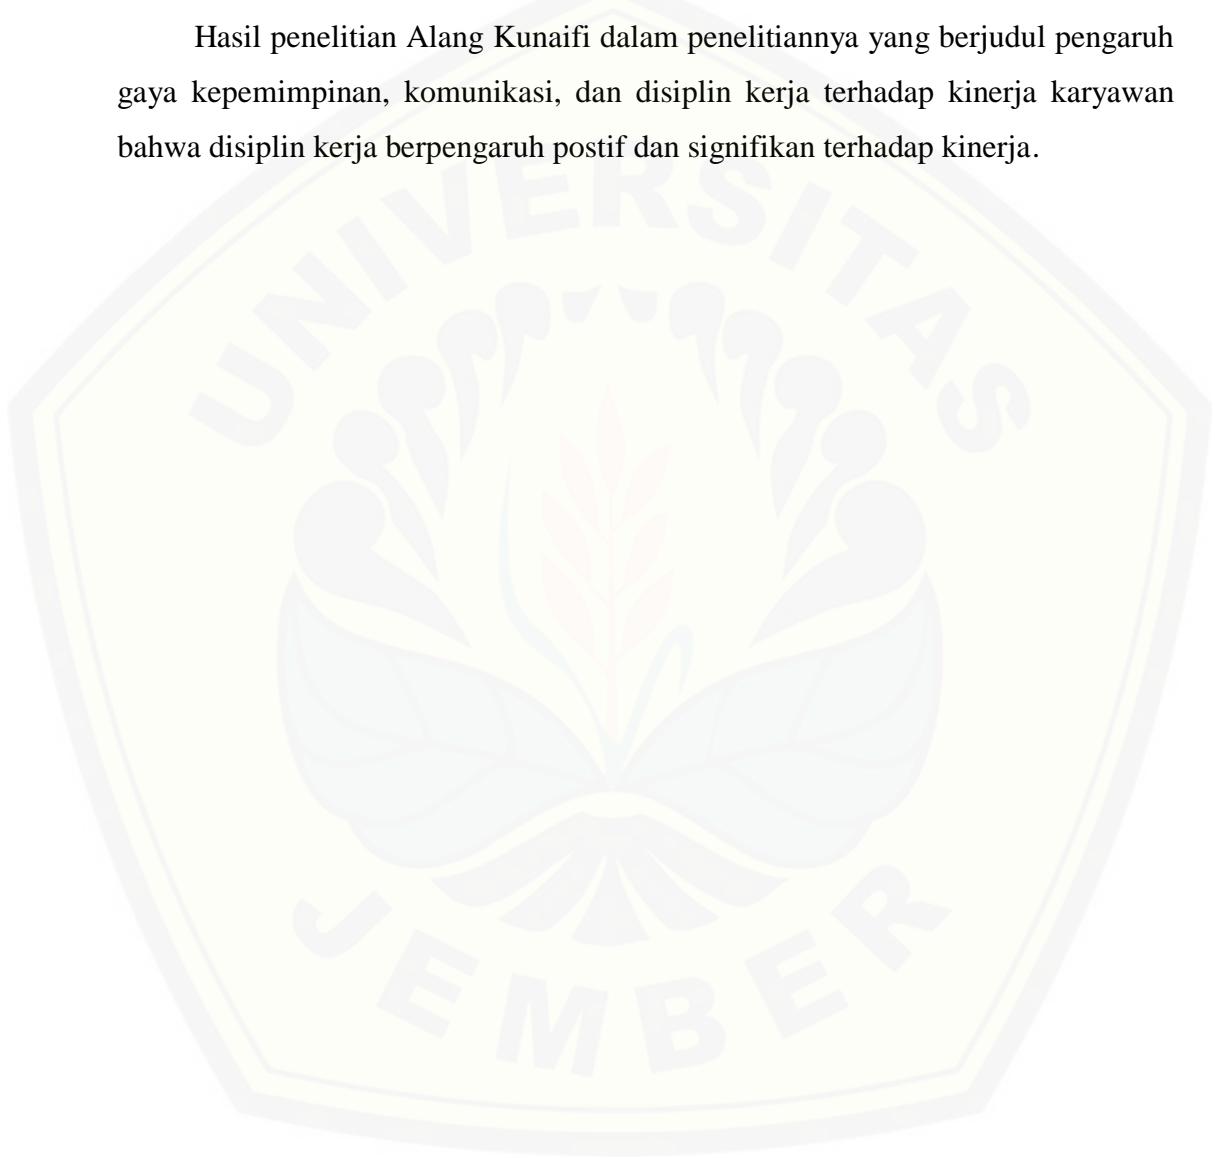 Hasil penelitian Alang Kunaifi dalam penelitiannya yang berjudul pengaruh
gaya kepemimpinan, komunikasi, dan disiplin kerja terhadap kinerja karyawan
bahwa disiplin kerja berpengaruh postif dan signifikan terhadap kinerja.
UNIVERSITAS
JEMBER